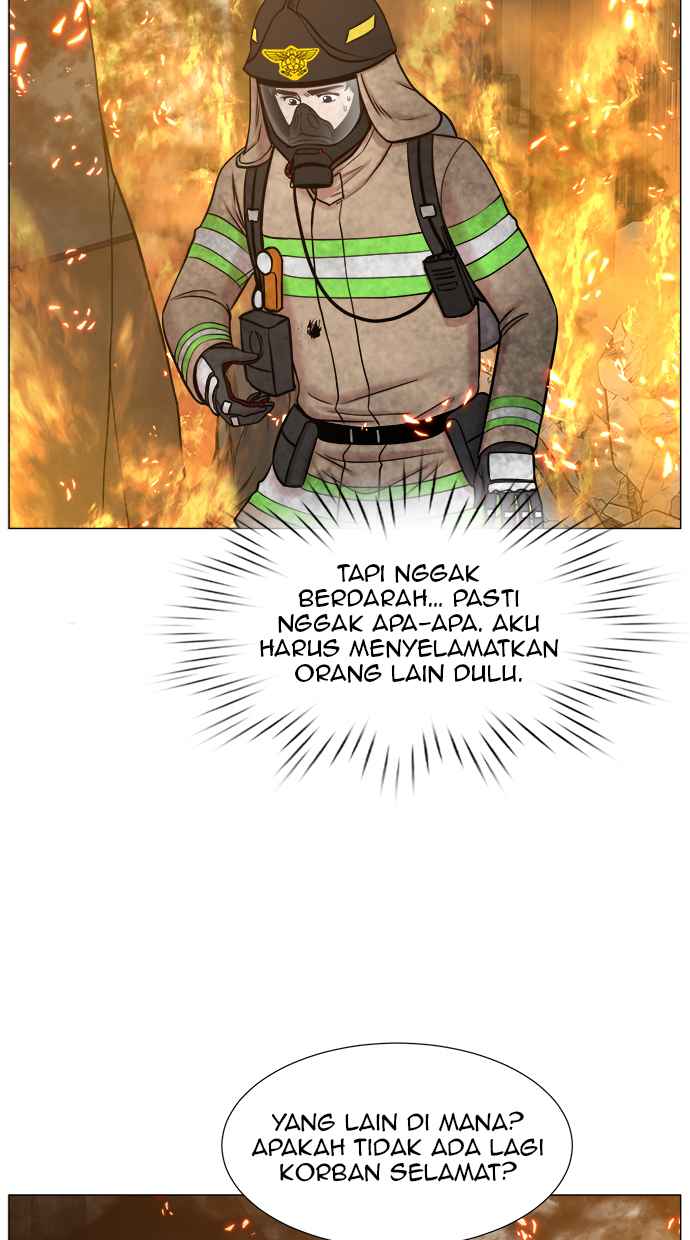 TAPI NGGAK
BERDARAH... PASTI
NGGAK APA-APA. AKU
HARUS MENYELAMATKAN
ORANG LAIN DULU.
YANG LAIN DI MANA?
APAKAH TIDAK ADA LAGI
KORBAN SELAMAT?